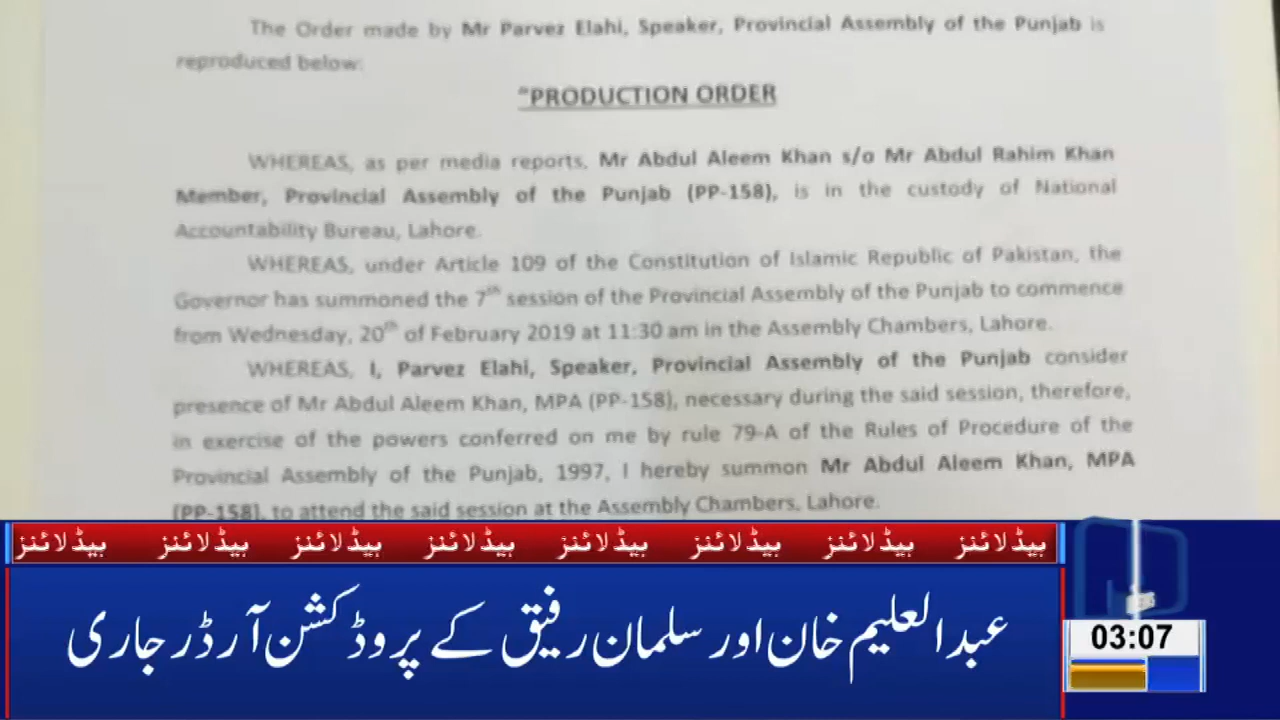 The Order made by Mr Parvez Elahi, Speaker, Provincial Assembly of the Punjab is
reproduced below:
"PRODUCTION ORDER
WHEREAS, as per media reports, Mr Abdul Aleem Khan s/o Mr Abdul Rahim Khan
Member, Provincial Assembly of the Punjab (PP-158), is in the custody of National
Accountability Bureau, Lahore.
WHEREAS, under Article 109 of the Constitution of Islamic Republic of Pakistan, the
Governor has summoned the 7th session of the Provincial Assembly of the Punjab to commence
from Wednesday, 20th of February 2019 at 11:30 am in the Assembly Chambers, Lahore.
WHEREAS, I, Parvez Elahi, Speaker, Provincial Assembly of the Punjab consider
presence of Mr Abdul Aleem Khan, MPA (PP-158), necessary during the said session, therefore,
in exercise of the powers conferred on me by rule 79-A of the Rules of Procedure of the
Provincial Assembly of the Punjab, 1997, I hereby summon Mr Abdul Aleem Khan, MPA
(PP-158), to attend the said session at the Assembly Chambers, Lahore.
ہیڈلائنز ہیڈلائنز ہیڈلائنز ہیڈلائنز ہیڈلائنز ہیڈلائنز ہیڈلائنز ہیڈلائنز
عبدالعلیم خان اور سلمان رفیق کے پروڈکشن آرڈر جاری
03:07